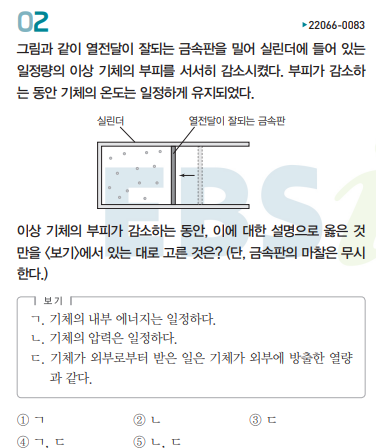 02
▶22066-0083
그림과 같이 열전달이 잘되는 금속판을 밀어 실린더에 들어 있는
일정량의 이상 기체의 부피를 서서히 감소시켰다. 부피가 감소하
는 동안 기체의 온도는 일정하게 유지되었다.
실린더 열전달이 잘되는 금속판
EBS
이상 기체의 부피가 감소하는 동안, 이에 대한 설명으로 옳은 것
만을 <보기>에서 있는 대로 고른 것은? (단, 금속판의 마찰은 무시
한다.)
보기
ㄱ. 기체의 내부 에너지는 일정하다.
ㄴ. 기체의 압력은 일정하다.
ㄷ. 기체가 외부로부터 받은 일은 기체가 외부에 방출한 열량
과 같다.
① ㄱ ② ㄴ ③ ㄷ
④ ㄱ, ㄷ ⑤ ㄴ, ㄷ